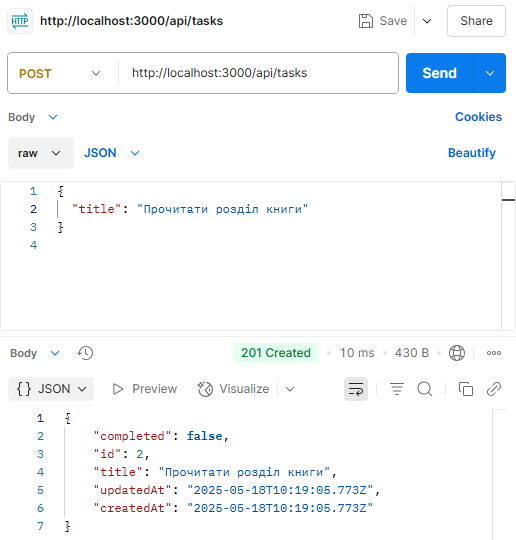 HTTP http://localhost:3000/api/tasks Save Share
POST http://localhost:3000/api/tasks Send
Body Cookies
raw JSON Beautify
1 {
2 "title": "Прочитати розділ книги"
3 }
4
Body 201 Created • 10 ms • 430 B
{} JSON Preview Visualize
1 {
2 "completed": false,
3 "id": 2,
4 "title": "Прочитати розділ книги",
5 "updatedAt": "2025-05-18T10:19:05.773Z",
6 "createdAt": "2025-05-18T10:19:05.773Z"
7 }